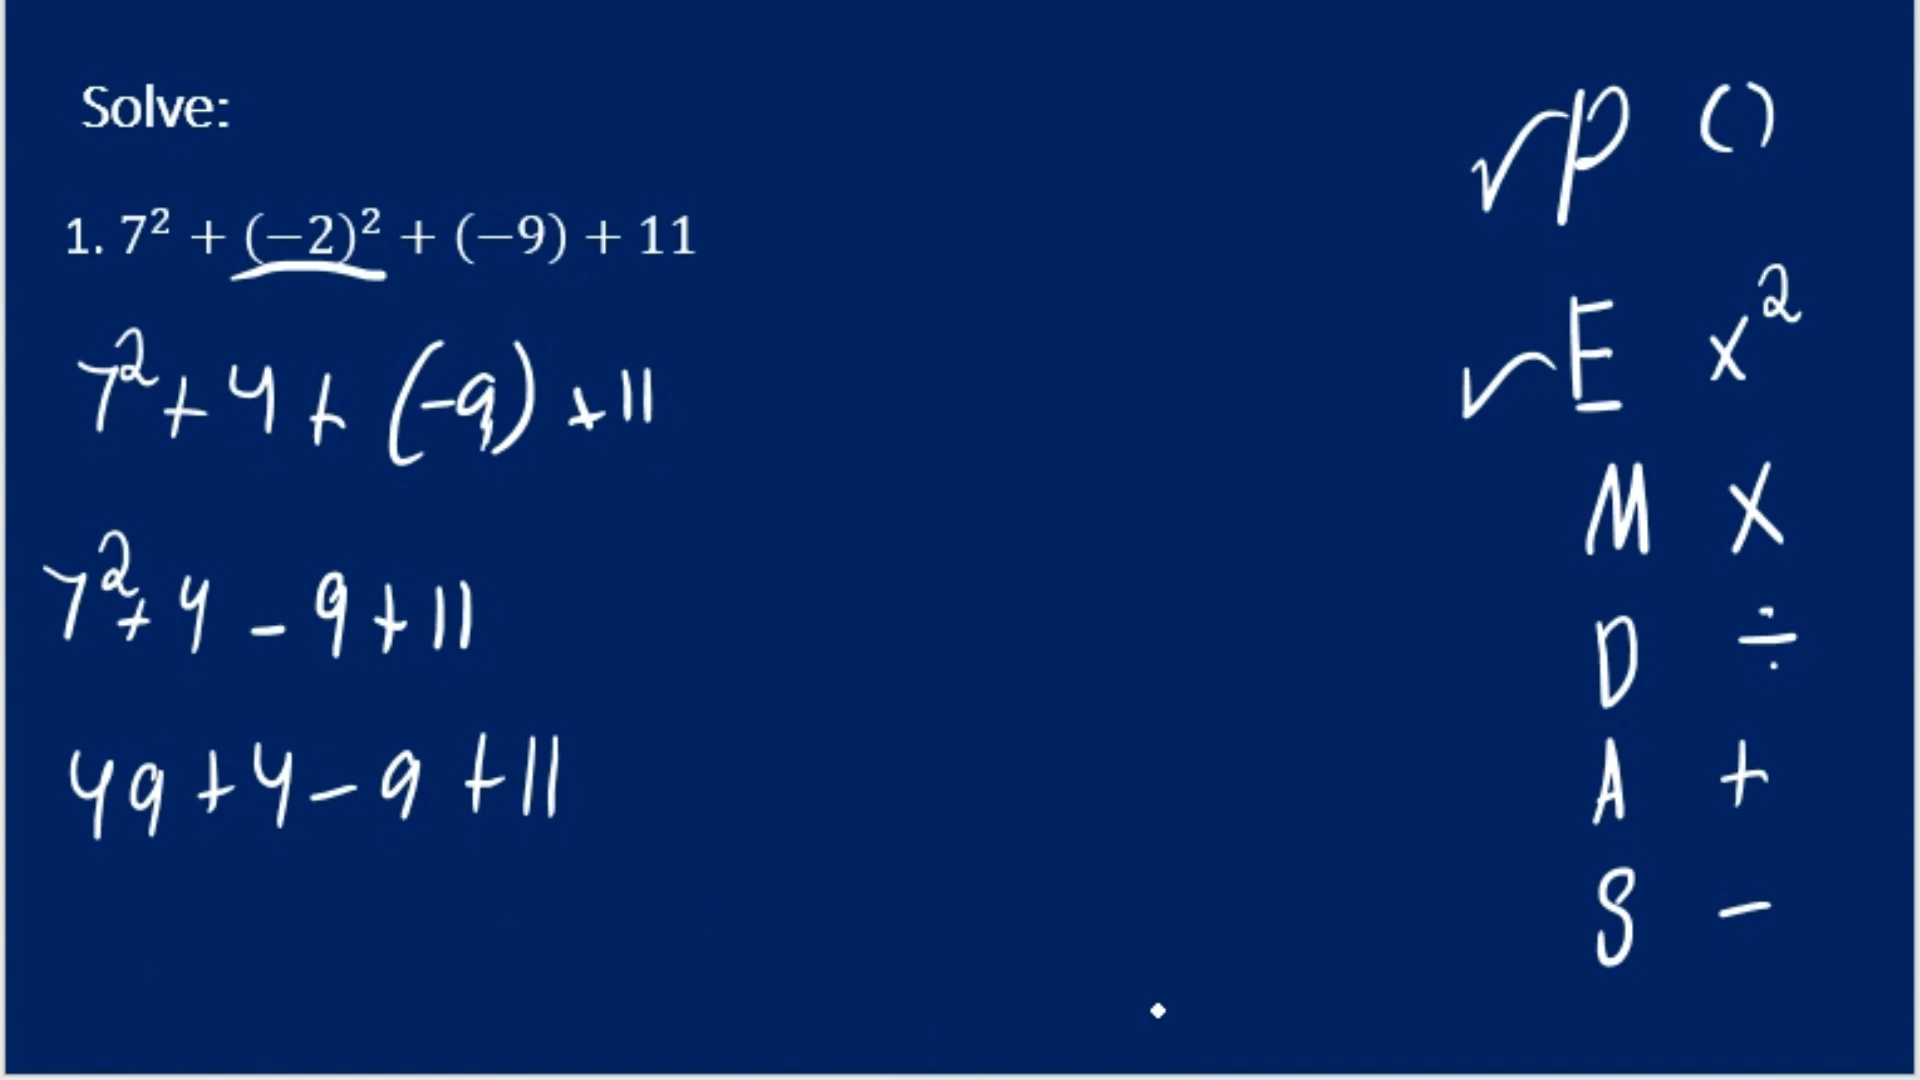 Solve:
1. 7² + (−2)² + (−9) + 11
7² + 4 + (-9) + 11
7² + 4 - 9 + 11
49 + 4 - 9 + 11
✓P ()
✓E x²
M X
D ÷
A +
S −